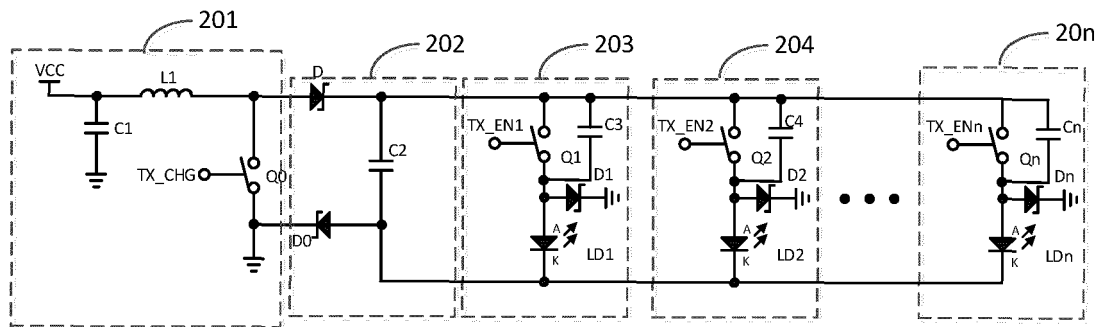 201
202
203
204
20n
VCC
L1
D
C1
TX_CHG
Q0
C2
D0
TX_EN1
C3
Q1
D1
A
K
LD1
TX_EN2
C4
Q2
D2
A
K
LD2
TX_ENn
Cn
Qn
Dn
A
K
LDn